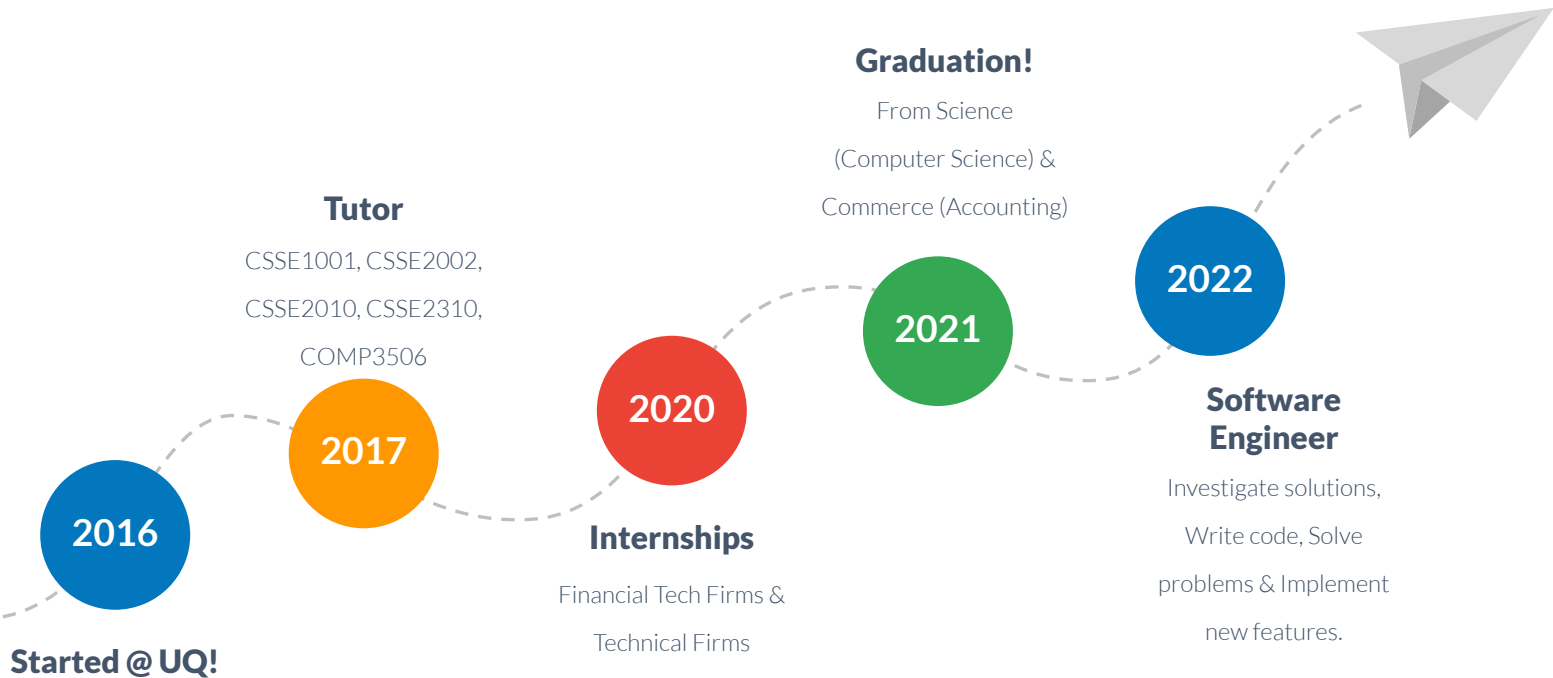 2016
Started @ UQ!
Tutor
CSSE1001, CSSE2002,
CSSE2010, CSSE2310,
COMP3506
2017
2020
Internships
Financial Tech Firms &
Technical Firms
Graduation!
From Science
(Computer Science) &
Commerce (Accounting)
2021
2022
Software
Engineer
Investigate solutions,
Write code, Solve
problems & Implement
new features.